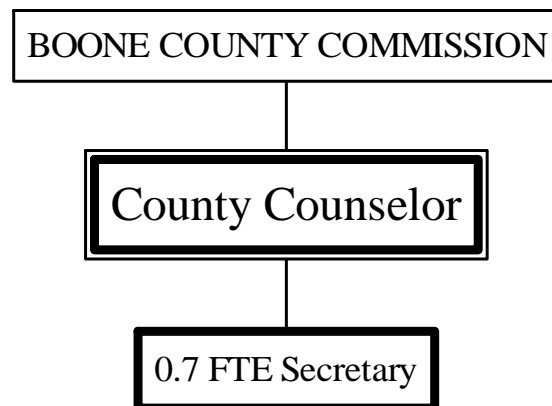 BOONE COUNTY COMMISSION
County Counselor
0.7 FTE Secretary